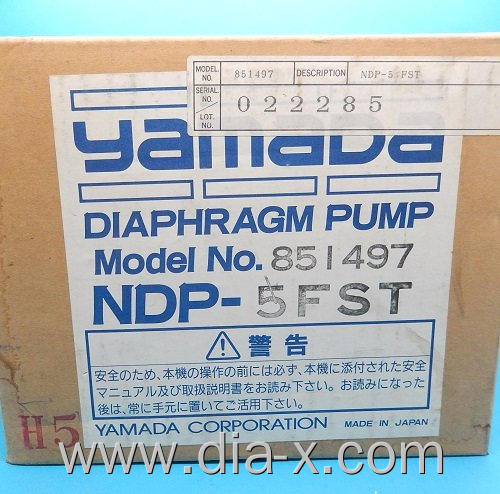 MODEL NO. 851497 DESCRIPTION NDP-5 FST
SERIAL NO.
LOT. NO. 022285
yamada
DIAPHRAGM PUMP
Model No. 851497
NDP-5FST
警告
安全のため、本機の操作の前には必ず、本機に添付された安全
マニュアル及び取扱説明書をお読み下さい。お読みになった
後は、常に手元に置いてご活用下さい。
H5
YAMADA CORPORATION MADE IN JAPAN
www.dia-x.com